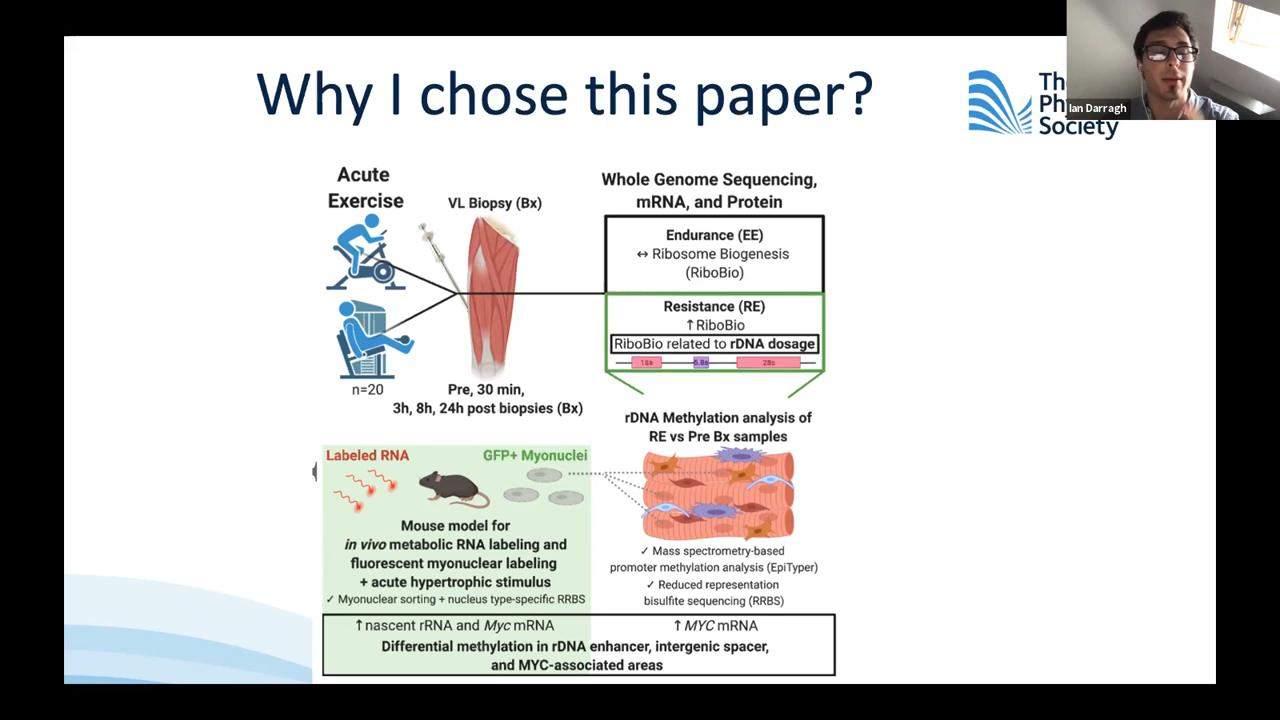 Why I chose this paper?
The
Phy
Society
Ian Darragh
Acute
Exercise
VL Biopsy (Bx)
n=20
Pre, 30 min,
3h, 8h, 24h post biopsies (Bx)
Whole Genome Sequencing,
mRNA, and Protein
Endurance (EE)
↔ Ribosome Biogenesis
(RiboBio)
Resistance (RE)
↑RiboBio
RiboBio related to rDNA dosage
18s 5.8s 28s
rDNA Methylation analysis of
RE vs Pre Bx samples
Labeled RNA GFP+ Myonuclei
Mouse model for
in vivo metabolic RNA labeling and
fluorescent myonuclear labeling
+ acute hypertrophic stimulus
✓ Myonuclear sorting + nucleus type-specific RRBS
✓ Mass spectrometry-based
promoter methylation analysis (EpiTyper)
✓ Reduced representation
bisulfite sequencing (RRBS)
↑nascent rRNA and Myc mRNA ↑MYC mRNA
Differential methylation in rDNA enhancer, intergenic spacer,
and MYC-associated areas